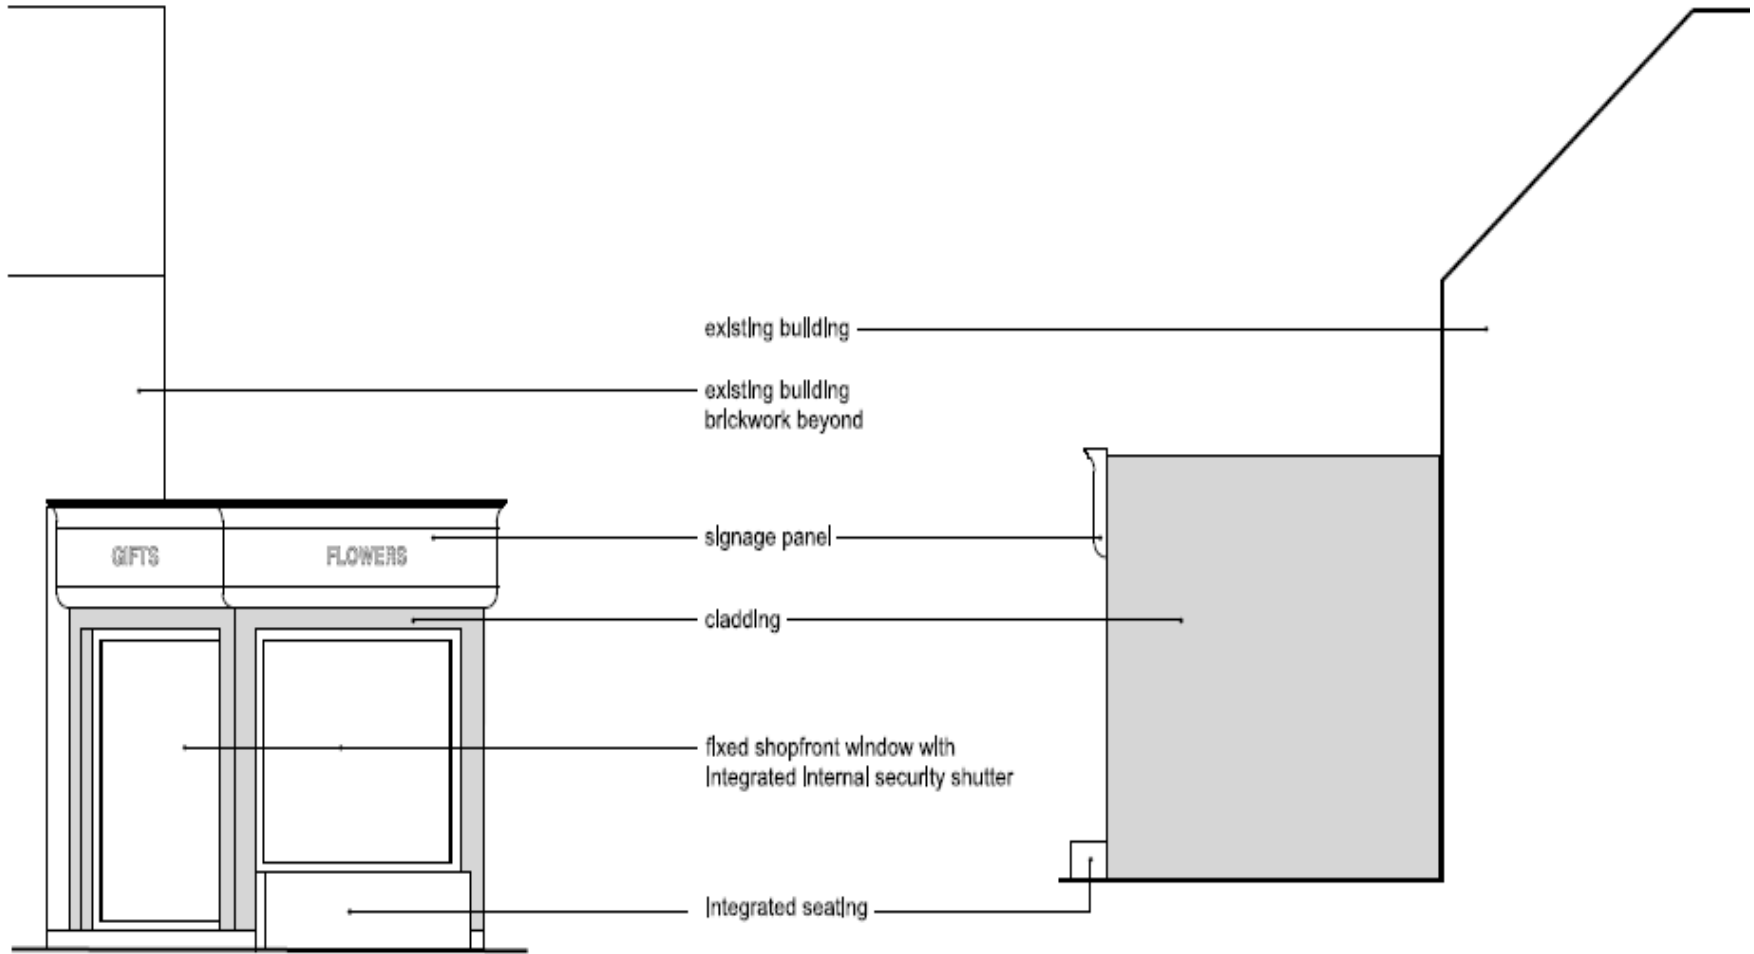 existing building
existing building
brickwork beyond
GIFTS
FLOWERS
signage panel
cladding
fixed shopfront window with
integrated internal security shutter
integrated seating